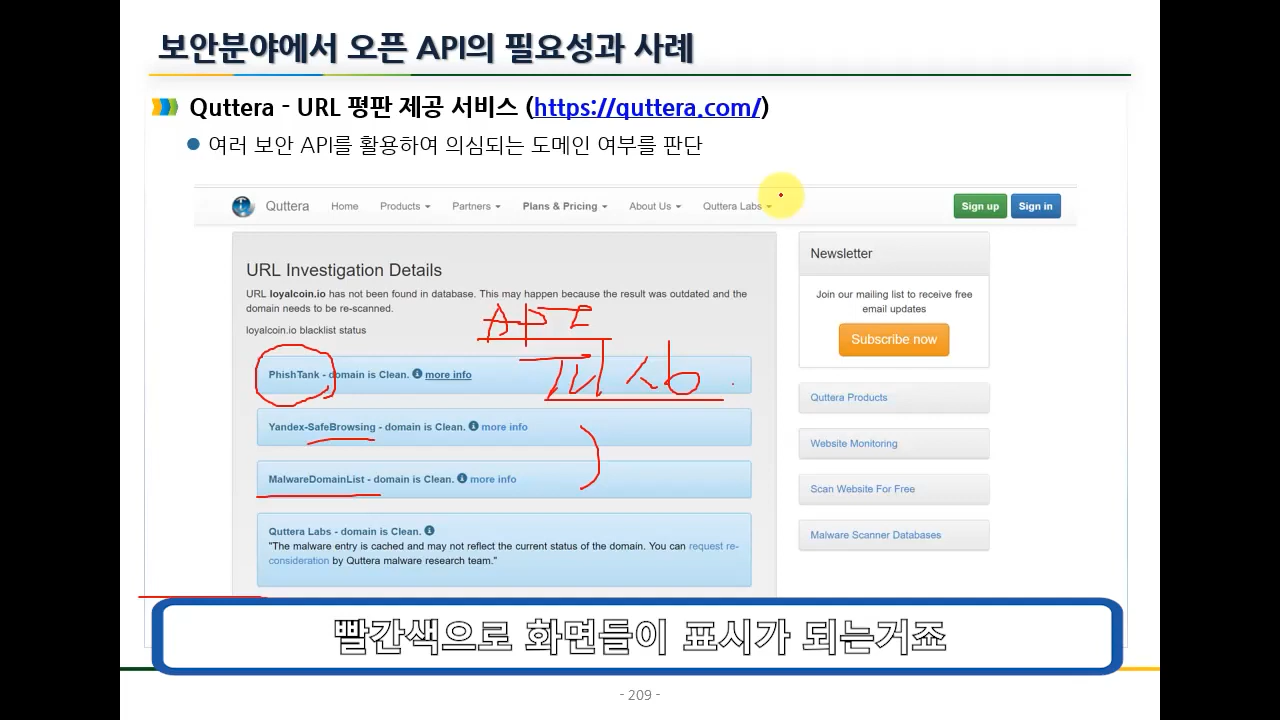 보안분야에서 오픈 API의 필요성과 사례
Quttera - URL 평판 제공 서비스 (https://quttera.com/)
여러 보안 API를 활용하여 의심되는 도메인 여부를 판단
Quttera Home Products Partners Plans & Pricing About Us Quttera Labs Sign up Sign in
URL Investigation Details
URL loyalcoin.io has not been found in database. This may happen because the result was outdated and the
domain needs to be re-scanned.
loyalcoin.io blacklist status
API
PhishTank - domain is Clean. more info
Yandex-SafeBrowsing - domain is Clean. more info
MalwareDomainList - domain is Clean. more info
Quttera Labs - domain is Clean.
"The malware entry is cached and may not reflect the current status of the domain. You can request re-
consideration by Quttera malware research team."
Newsletter
Join our mailing list to receive free
email updates
Subscribe now
Quttera Products
Website Monitoring
Scan Website For Free
Malware Scanner Databases
빨간색으로 화면들이 표시가 되는거죠
- 209 -